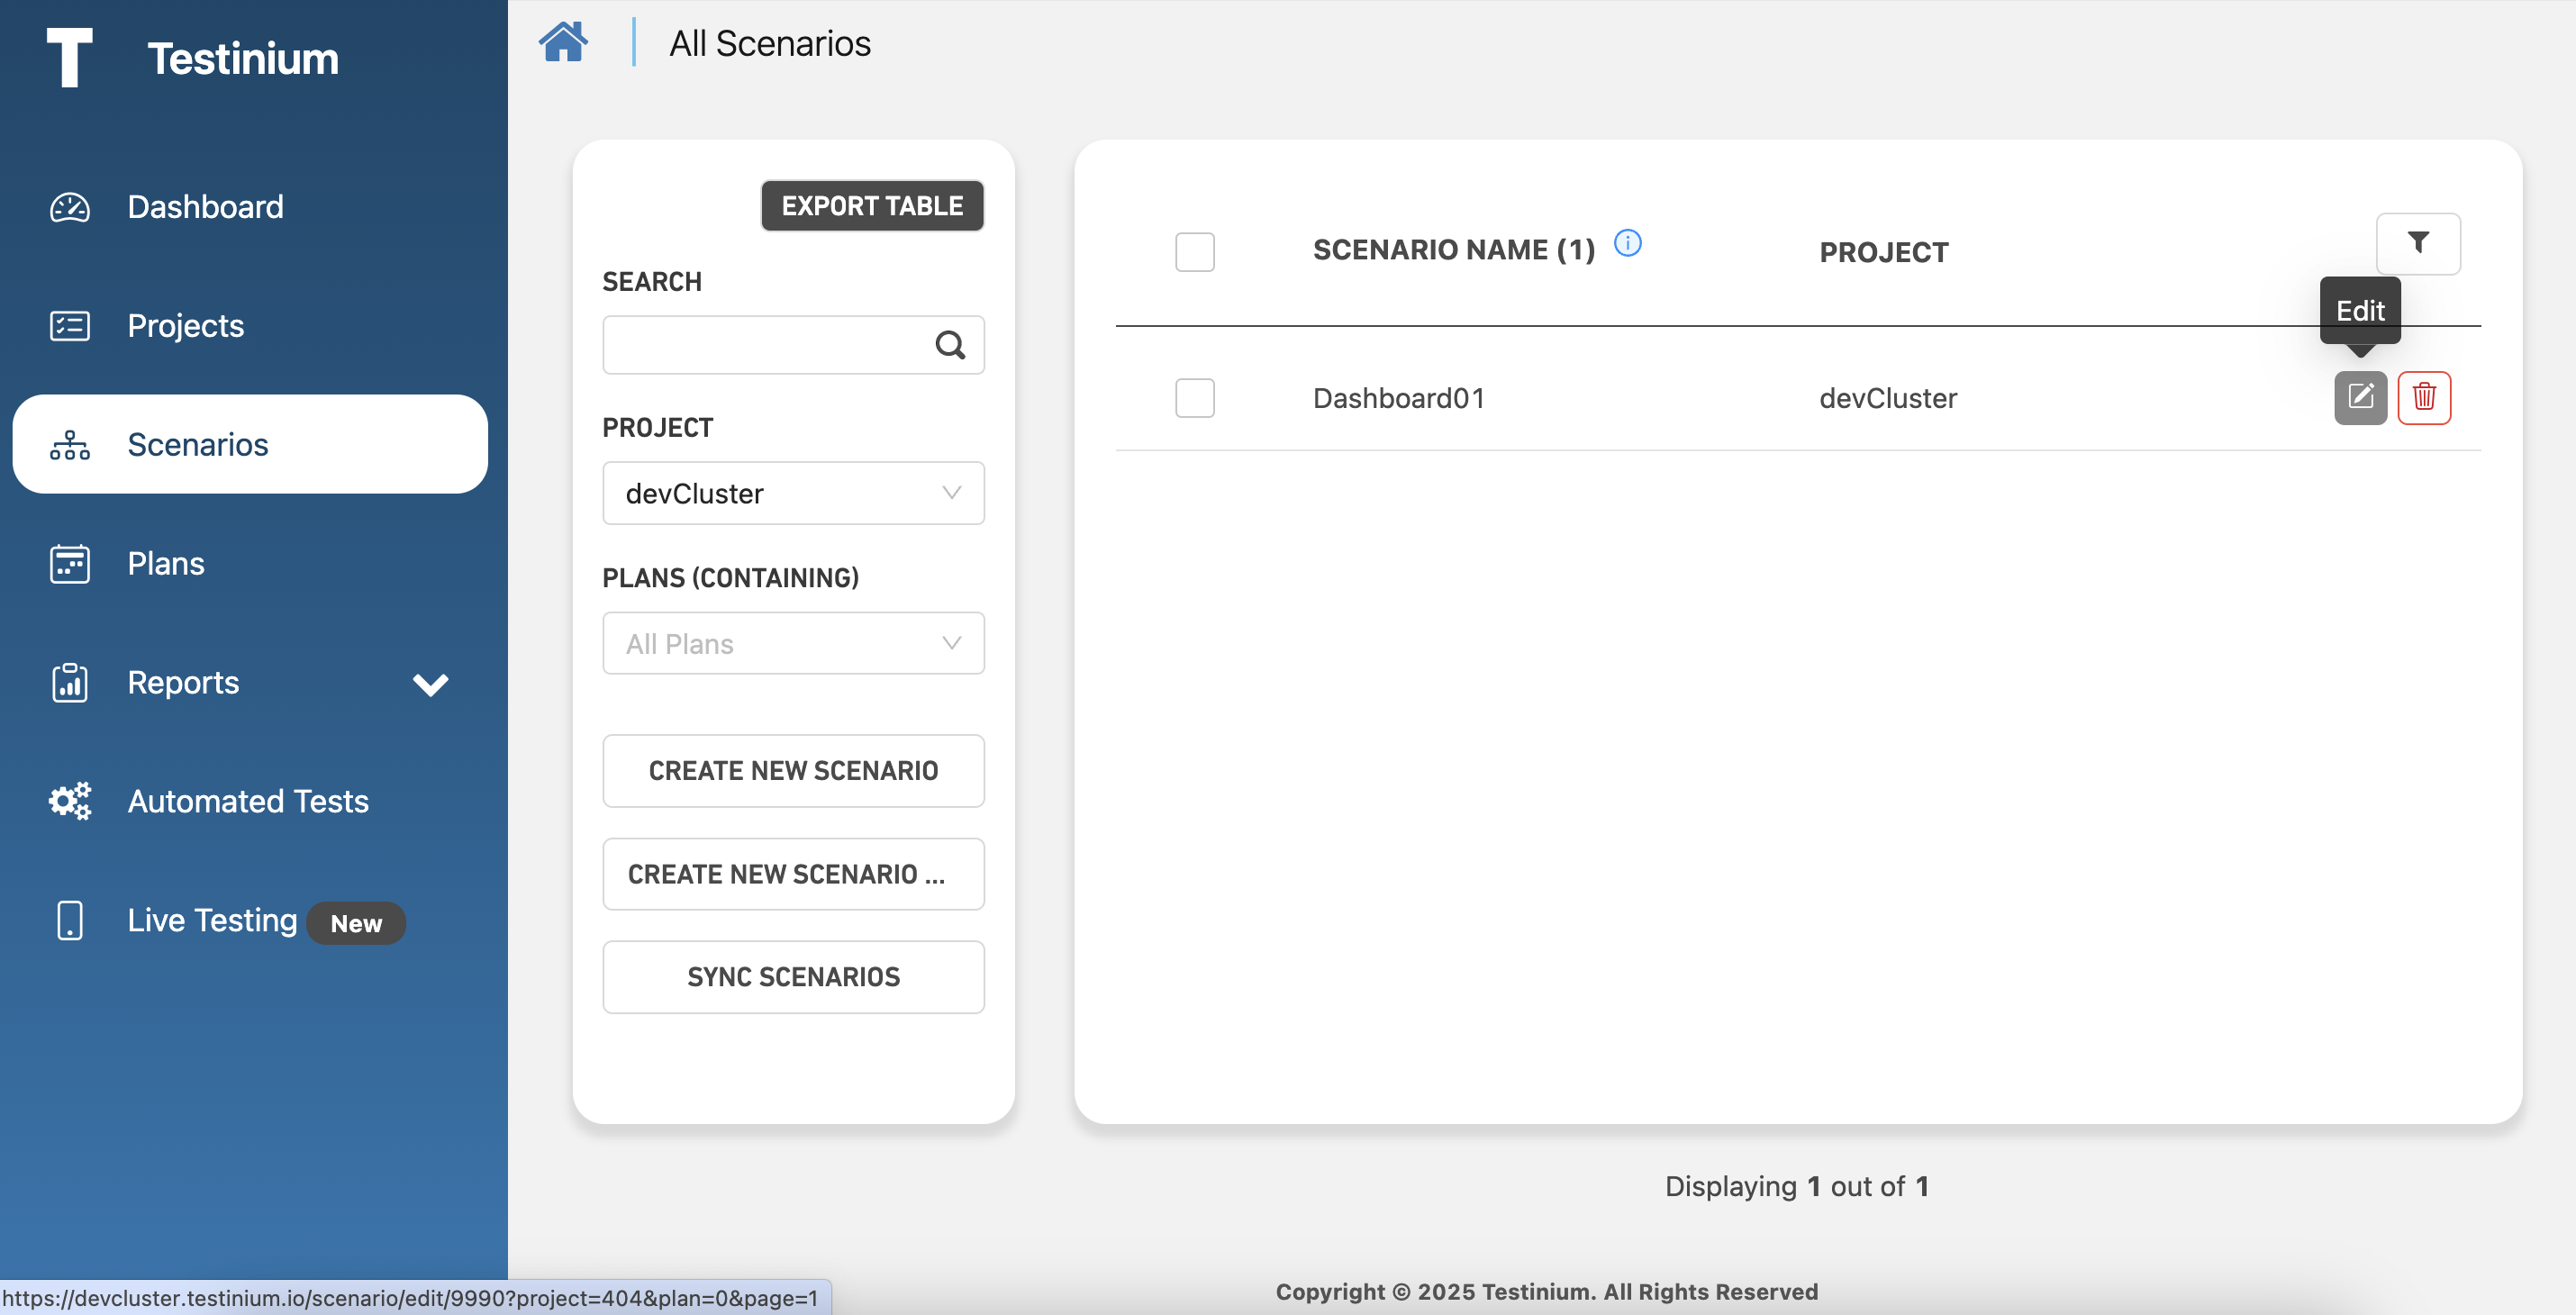 Testinium
Dashboard
Projects
Scenarios
Plans
Reports
Automated Tests
Live Testing New
All Scenarios
EXPORT TABLE
SEARCH
PROJECT
devCluster
PLANS (CONTAINING)
All Plans
CREATE NEW SCENARIO
CREATE NEW SCENARIO ...
SYNC SCENARIOS
SCENARIO NAME (1) PROJECT
Edit
Dashboard01 devCluster
Displaying 1 out of 1
Copyright © 2025 Testinium. All Rights Reserved
https://devcluster.testinium.io/scenario/edit/9990?project=404&plan=0&page=1